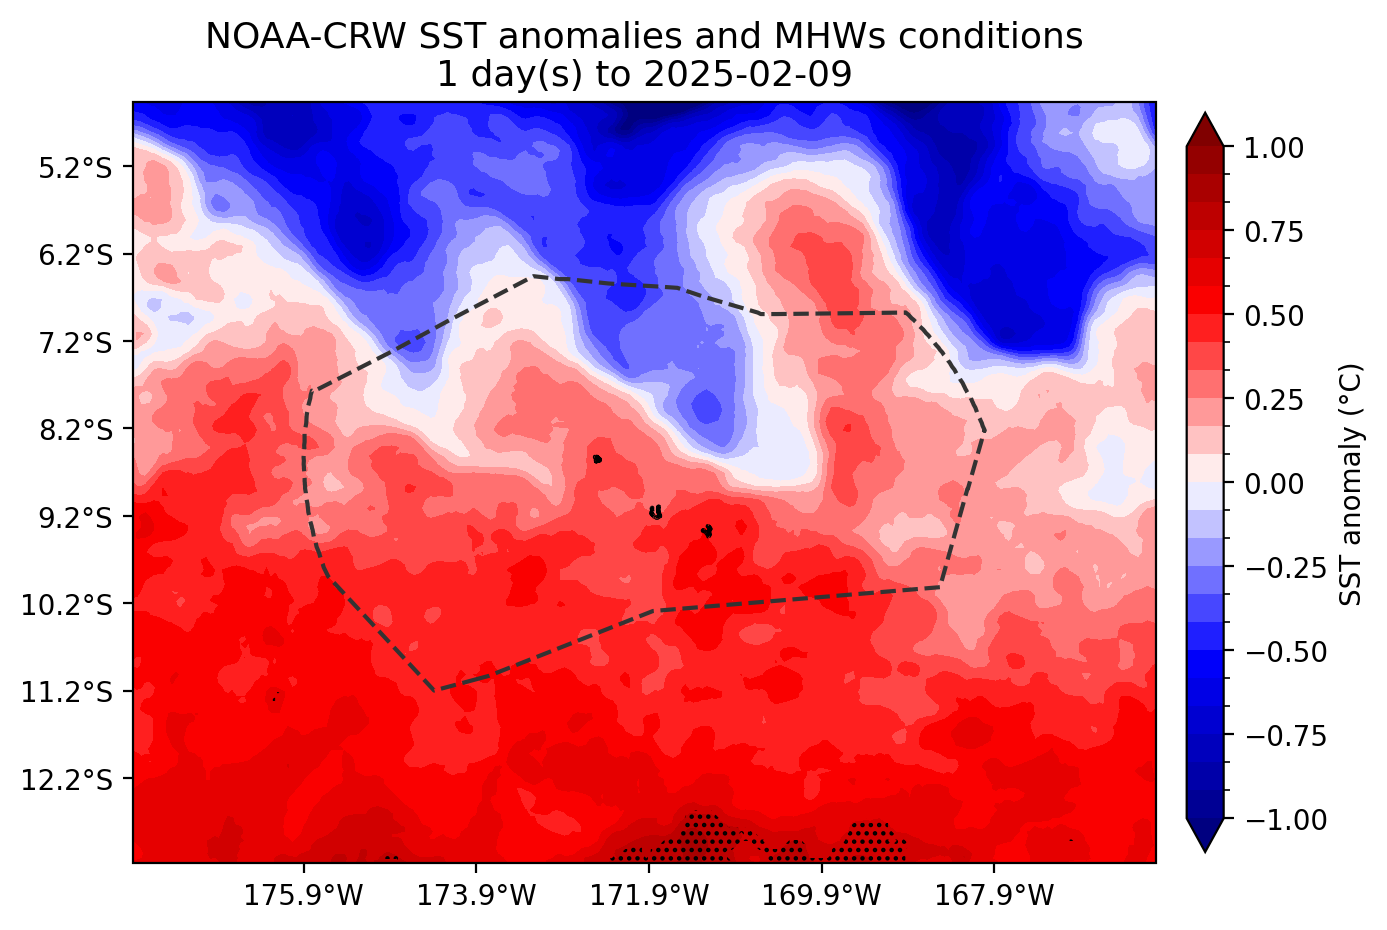 NOAA-CRW SST anomalies and MHWs conditions
1 day(s) to 2025-02-09
5.2°S
6.2°S
7.2°S
8.2°S
9.2°S
10.2°S
11.2°S
12.2°S
175.9°W
173.9°W
171.9°W
169.9°W
167.9°W
1.00
0.75
0.50
0.25
0.00
−0.25
−0.50
−0.75
−1.00
SST anomaly (°C)